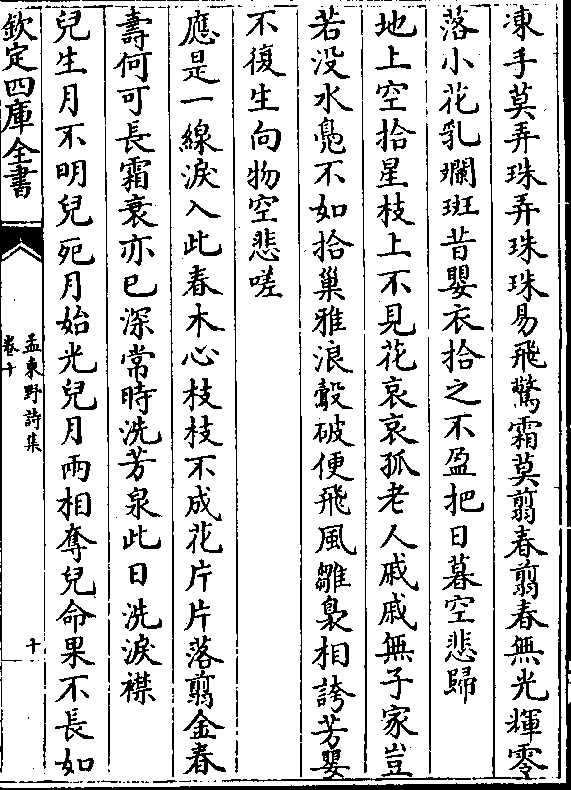 凍手莫弄珠弄珠珠易飛驚霜莫翦春翦春無光輝零
落小花乳斕斑昔嬰衣拾之不盈把日暮空悲歸
地上空拾星枝上不見花哀哀孤老人戚戚無子家豈
若没水鳧不如拾巢雅浪鷇破便飛風雛褭相誇芳嬰
不復生向物空悲嗟
應是一線淚入此春木心枝枝不成花片片落翦金春
壽何可長霜衰亦已深常時洗芳泉此日洗淚襟
兒生月不明兒死月始光兒月兩相奪兒命果不長如
欽定四庫全書
孟東野詩集
卷十
十